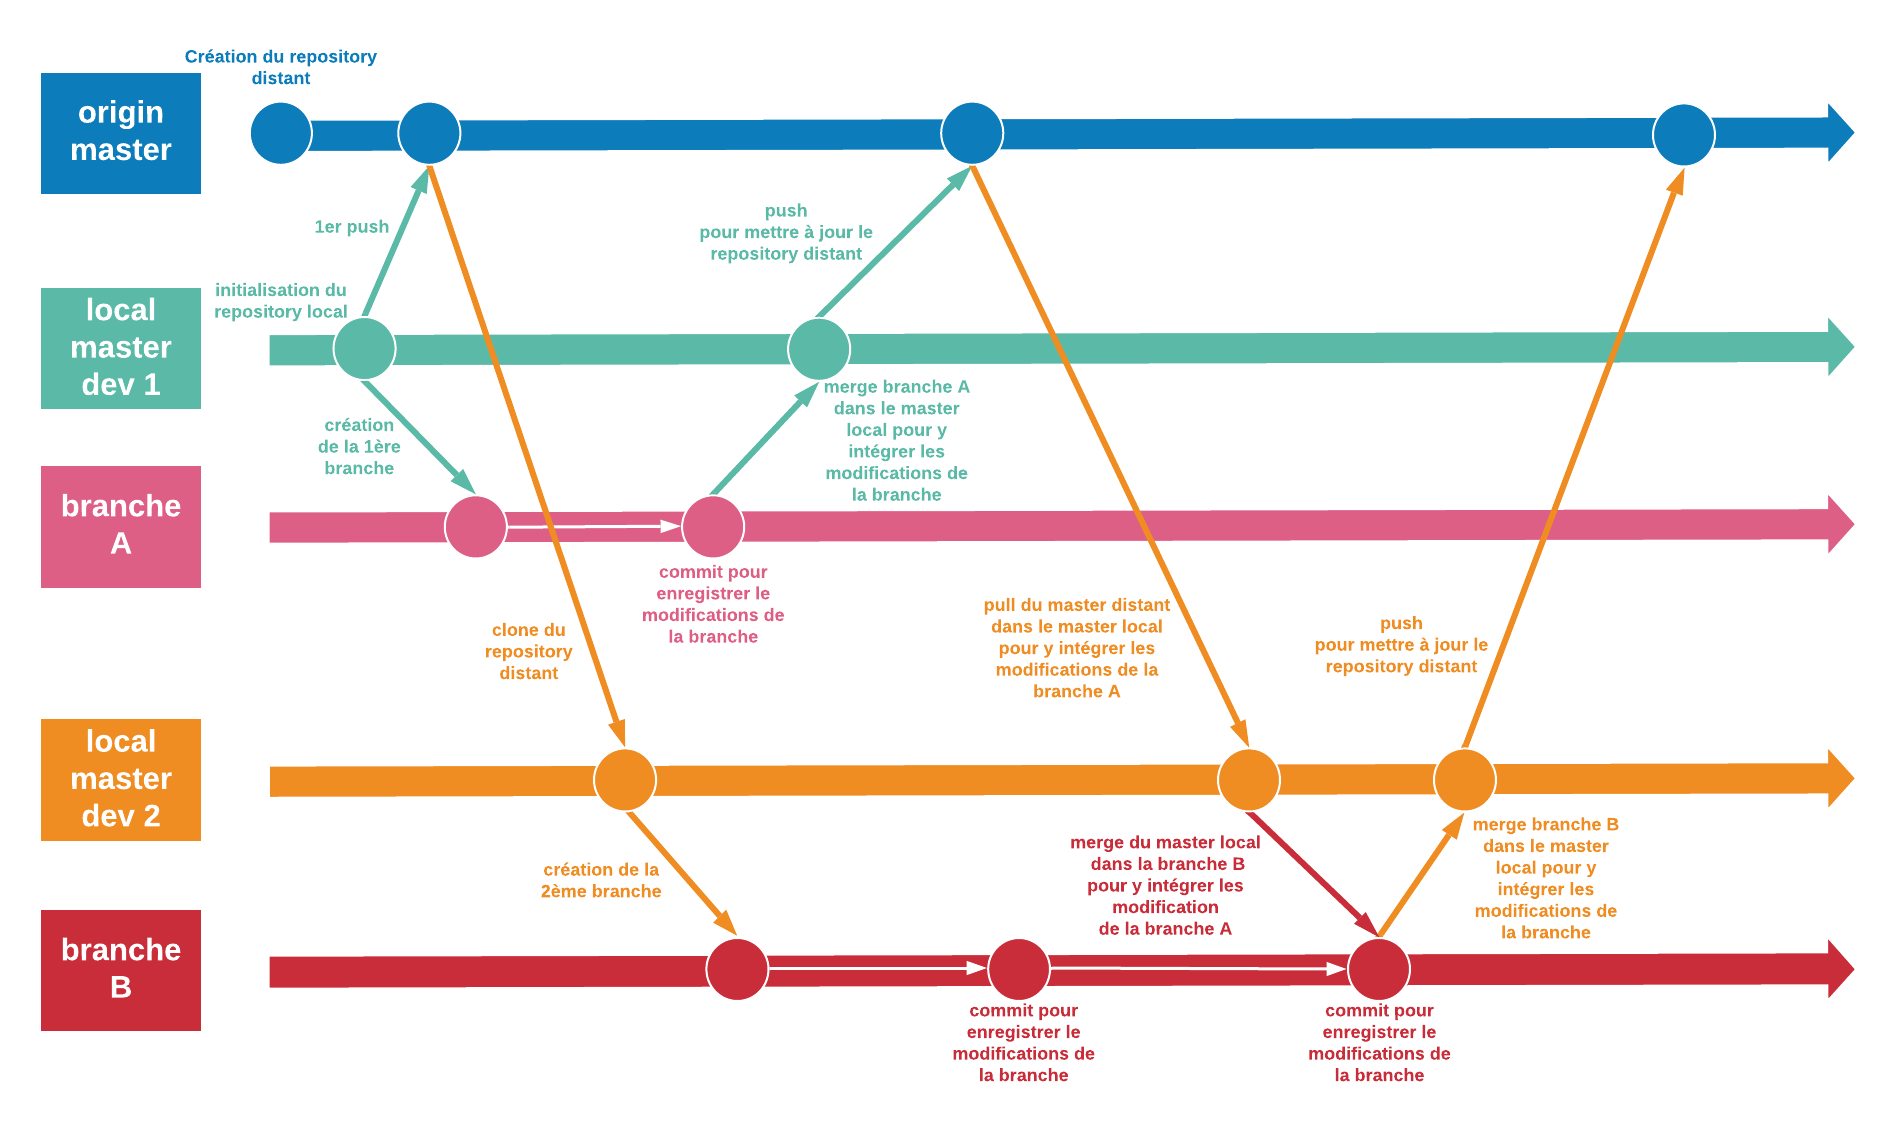 Création du repository
distant
origin
master
1er push
push
pour mettre à jour le
repository distant
initialisation du
repository local
local
master
dev 1
création
de la 1ère
branche
merge branche A
dans le master
local pour y
intégrer les
modifications de
la branche
branche
A
commit pour
enregistrer le
modifications de
la branche
clone du
repository
distant
pull du master distant
dans le master local
pour y intégrer les
modifications de la
branche A
push
pour mettre à jour le
repository distant
local
master
dev 2
création de la
2ème branche
merge du master local
dans la branche B
pour y intégrer les
modification
de la branche A
merge branche B
dans le master
local pour y
intégrer les
modifications de
la branche
branche
B
commit pour
enregistrer le
modifications de
la branche
commit pour
enregistrer le
modifications de
la branche